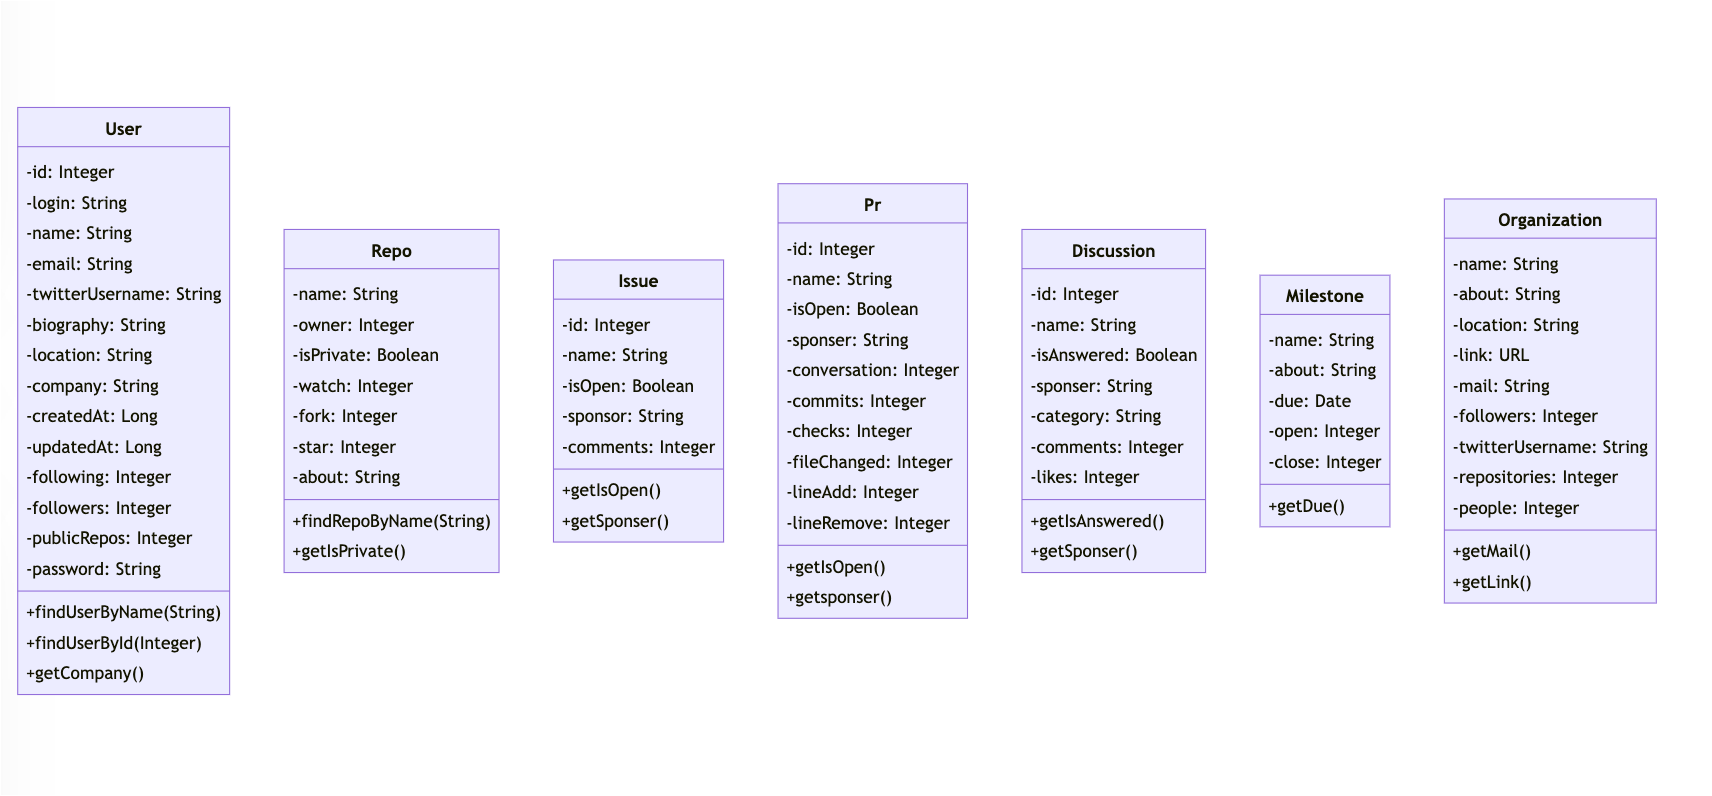 User
-id: Integer
-login: String
-name: String
-email: String
-twitterUsername: String
-biography: String
-location: String
-company: String
-createdAt: Long
-updatedAt: Long
-following: Integer
-followers: Integer
-publicRepos: Integer
-password: String
+findUserByName(String)
+findUserById(Integer)
+getCompany()
Repo
-name: String
-owner: Integer
-isPrivate: Boolean
-watch: Integer
-fork: Integer
-star: Integer
-about: String
+findRepoByName(String)
+getIsPrivate()
Issue
-id: Integer
-name: String
-isOpen: Boolean
-sponsor: String
-comments: Integer
+getIsOpen()
+getSponser()
Pr
-id: Integer
-name: String
-isOpen: Boolean
-sponser: String
-conversation: Integer
-commits: Integer
-checks: Integer
-fileChanged: Integer
-lineAdd: Integer
-lineRemove: Integer
+getIsOpen()
+getsponser()
Discussion
-id: Integer
-name: String
-isAnswered: Boolean
-sponser: String
-category: String
-comments: Integer
-likes: Integer
+getIsAnswered()
+getSponser()
Milestone
-name: String
-about: String
-due: Date
-open: Integer
-close: Integer
+getDue()
Organization
-name: String
-about: String
-location: String
-link: URL
-mail: String
-followers: Integer
-twitterUsername: String
-repositories: Integer
-people: Integer
+getMail()
+getLink()